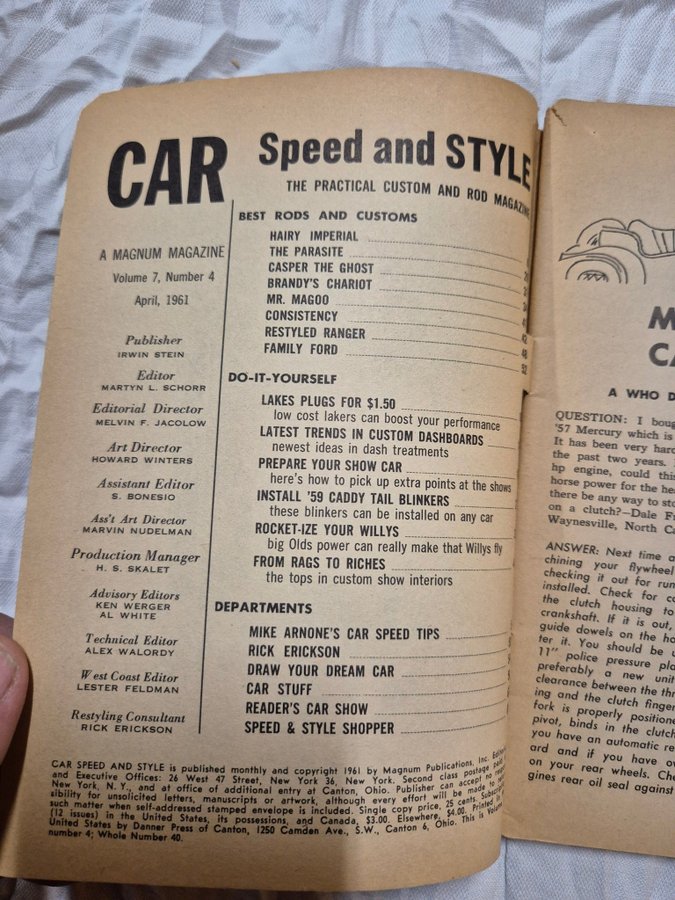 CAR Speed and STYLE
THE PRACTICAL CUSTOM AND ROD MAGAZINE
A MAGNUM MAGAZINE
Volume 7, Number 4
April, 1961
Publisher
IRWIN STEIN
Editor
MARTYN L. SCHORR
Editorial Director
MELVIN F. JACOLOW
Art Director
HOWARD WINTERS
Assistant Editor
S. BONESIO
Ass't Art Director
MARVIN NUDELMAN
Production Manager
H. S. SKALET
Advisory Editors
KEN WERGER
AL WHITE
Technical Editor
ALEX WALORDY
West Coast Editor
LESTER FELDMAN
Restyling Consultant
RICK ERICKSON
BEST RODS AND CUSTOMS
HAIRY IMPERIAL
THE PARASITE
CASPER THE GHOST
BRANDY'S CHARIOT
MR. MAGOO
CONSISTENCY
RESTYLED RANGER 48
FAMILY FORD 52
DO-IT-YOURSELF
LAKES PLUGS FOR $1.50
low cost lakers can boost your performance
LATEST TRENDS IN CUSTOM DASHBOARDS
newest ideas in dash treatments
PREPARE YOUR SHOW CAR
here's how to pick up extra points at the shows
INSTALL '59 CADDY TAIL BLINKERS
these blinkers can be installed on any car
ROCKET-IZE YOUR WILLYS
big Olds power can really make that Willys fly
FROM RAGS TO RICHES
the tops in custom show interiors
DEPARTMENTS
MIKE ARNONE'S CAR SPEED TIPS
RICK ERICKSON
DRAW YOUR DREAM CAR
CAR STUFF
READER'S CAR SHOW
SPEED & STYLE SHOPPER
CAR SPEED AND STYLE is published monthly and copyright 1961 by Magnum Publications, Inc.
and Executive Offices: 26 West 47 Street, New York 36, New York. Second class postage paid
New York, N. Y., and at office of additional entry at Canton, Ohio. Publisher can accept no
sibility for unsolicited letters, manuscripts or artwork, although every effort will be made to
such matter when self-addressed stamped envelope is included. Single copy price, 25 cents.
(12 issues) in the United States, its possessions, and Canada, $3.00. Elsewhere, $4.00. Printed in
United States by Danner Press of Canton, 1250 Camden Ave., S.W., Canton 6, Ohio. This is
number 4; Whole Number 40.
M
CA
A WHO D
QUESTION: I boug
'57 Mercury which is
It has been very hard
the past two years.
hp engine, could this
horse power for the
there be any way to sto
on a clutch?—Dale
Waynesville, North
ANSWER: Next time
chining your flywheel
checking it out for run
installed. Check for
the clutch housing to
crankshaft. If it is out,
guide dowels on the
ter it. You should be
11" police pressure
preferably a new unit
clearance between the
ing and the clutch
fork is properly
pivot, binds in the
you have an automatic
ard and if you have
on your rear wheels.
gines rear oil seal against